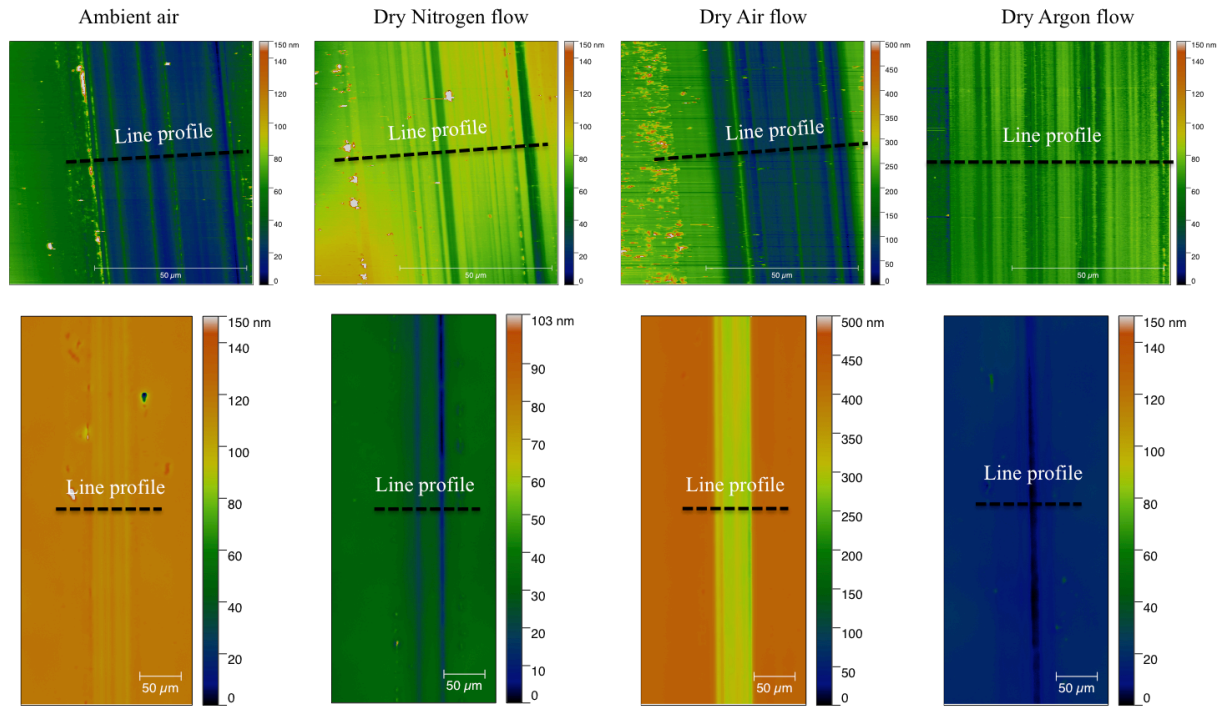 Ambient air
Dry Nitrogen flow
Dry Air flow
Dry Argon flow
150 nm
140
120
100
80
60
40
20
0
Line profile
50 µm
150 nm
140
120
100
80
60
40
20
0
Line profile
50 µm
500 nm
450
400
350
300
250
200
150
100
50
0
Line profile
50 µm
150 nm
140
120
100
80
60
40
20
0
Line profile
50 µm
150 nm
140
120
100
80
60
40
20
0
Line profile
50 µm
103 nm
90
80
70
60
50
40
30
20
10
0
Line profile
50 µm
500 nm
450
400
350
300
250
200
150
100
50
0
Line profile
50 µm
150 nm
140
120
100
80
60
40
20
0
Line profile
50 µm